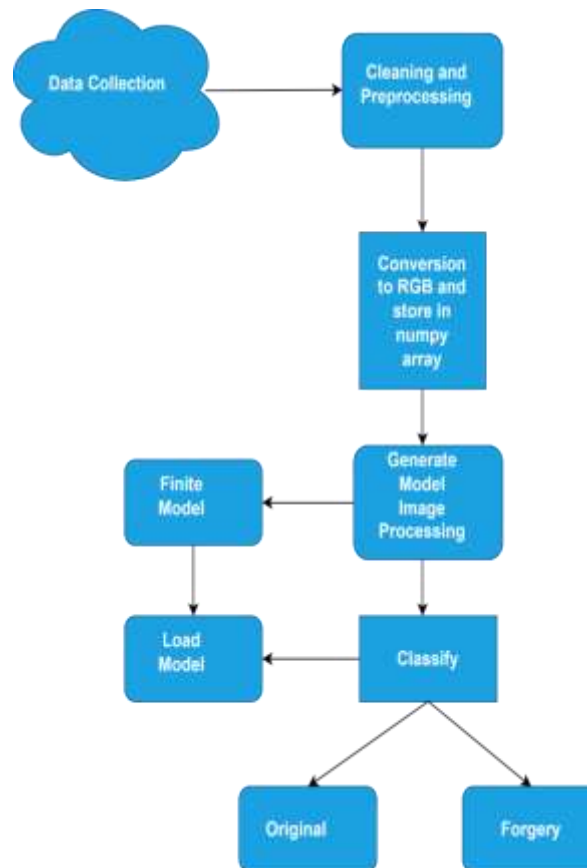 Data Collection
Cleaning and
Preprocessing
Conversion
to RGB and
store in
numpy
array
Generate
Model
Image
Processing
Finite
Model
Load
Model
Classify
Original
Forgery